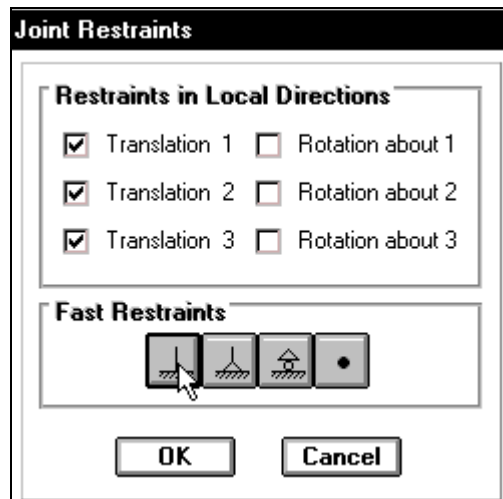 Joint Restraints
Restraints in Local Directions
Translation 1 Rotation about 1
Translation 2 Rotation about 2
Translation 3 Rotation about 3
Fast Restraints
OK Cancel